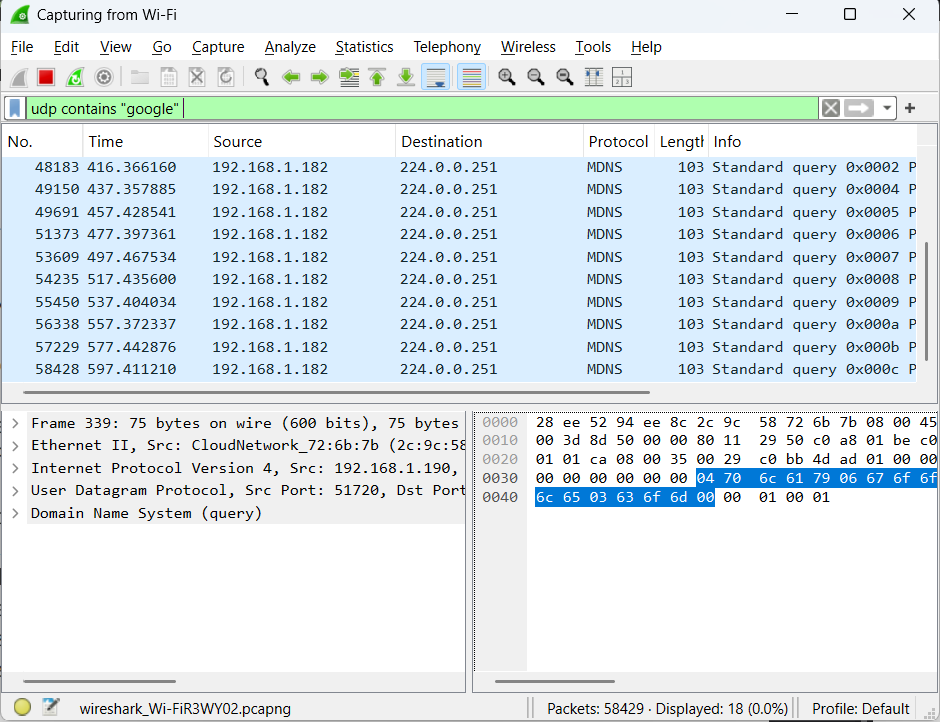 Capturing from Wi-Fi
File Edit View Go Capture Analyze Statistics Telephony Wireless Tools Help
udp contains "google"
No. Time Source Destination Protocol Length Info
48183 416.366160 192.168.1.182 224.0.0.251 MDNS 103 Standard query 0x0002 P
49150 437.357885 192.168.1.182 224.0.0.251 MDNS 103 Standard query 0x0004 P
49691 457.428541 192.168.1.182 224.0.0.251 MDNS 103 Standard query 0x0005 P
51373 477.397361 192.168.1.182 224.0.0.251 MDNS 103 Standard query 0x0006 P
53609 497.467534 192.168.1.182 224.0.0.251 MDNS 103 Standard query 0x0007 P
54235 517.435600 192.168.1.182 224.0.0.251 MDNS 103 Standard query 0x0008 P
55450 537.404034 192.168.1.182 224.0.0.251 MDNS 103 Standard query 0x0009 P
56338 557.372337 192.168.1.182 224.0.0.251 MDNS 103 Standard query 0x000a P
57229 577.442876 192.168.1.182 224.0.0.251 MDNS 103 Standard query 0x000b P
58428 597.411210 192.168.1.182 224.0.0.251 MDNS 103 Standard query 0x000c P
Frame 339: 75 bytes on wire (600 bits), 75 bytes
Ethernet II, Src: CloudNetwork_72:6b:7b (2c:9c:58
Internet Protocol Version 4, Src: 192.168.1.190,
User Datagram Protocol, Src Port: 51720, Dst Port
Domain Name System (query)
0000 28 ee 52 94 ee 8c 2c 9c 58 72 6b 7b 08 00 45
0010 00 3d 8d 50 00 00 80 11 29 50 c0 a8 01 be c0
0020 01 01 ca 08 00 35 00 29 c0 bb 4d ad 01 00 00
0030 00 00 00 00 00 00 04 70 6c 61 79 06 67 6f 6f
0040 6c 65 03 63 6f 6d 00 00 01 00 01
wireshark_Wi-FiR3WY02.pcapng
Packets: 58429 · Displayed: 18 (0.0%)
Profile: Default